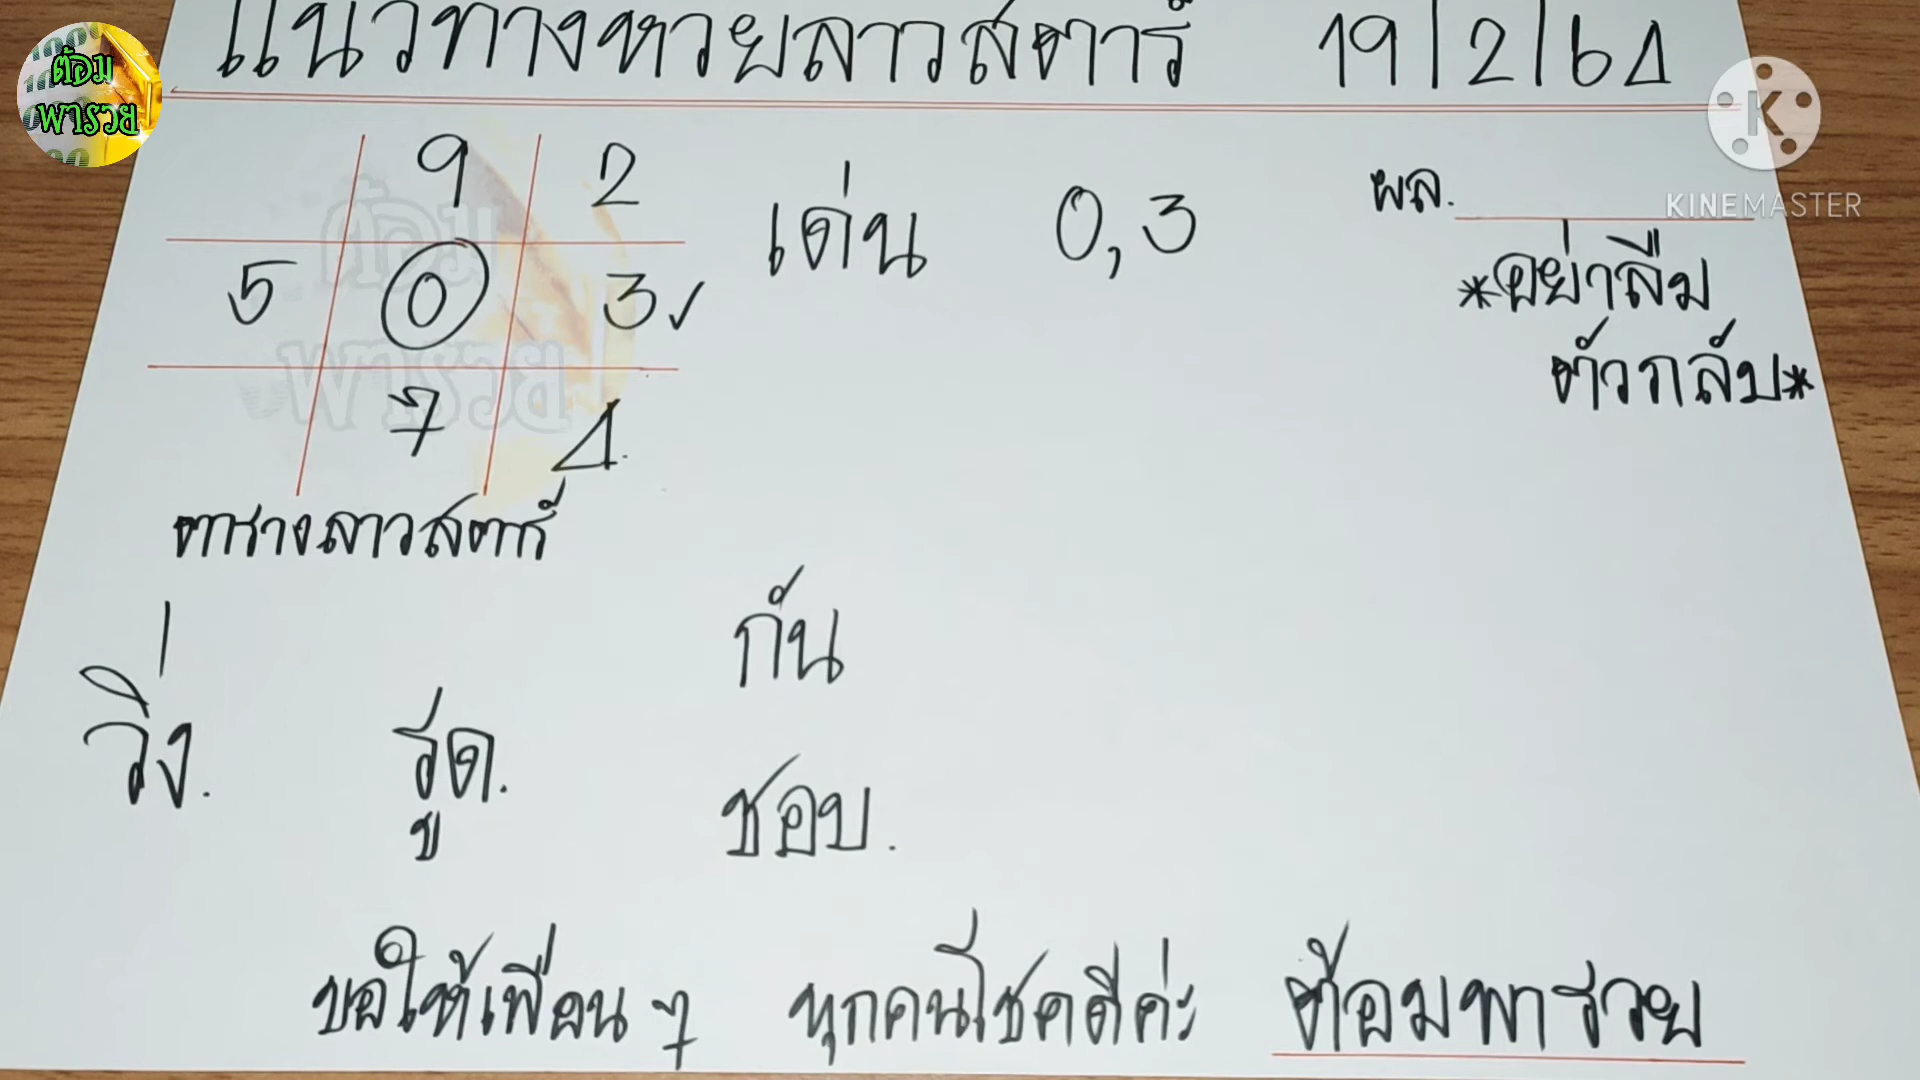 แนวทางหวยลาวสตาร์ 19/2/64
ต้อม
พารวย
K
KINEMASTER
9 2
5 0 3✓
7 4
เด่น 0,3
ผล.
*อย่าลืม
ตัวกลับ*
ตารางลาวสตาร์
วิ่ง. รูด. กันชอบ.
ขอให้เพื่อน ๆ ทุกคนโชคดีค่ะ ต้อมพารวย